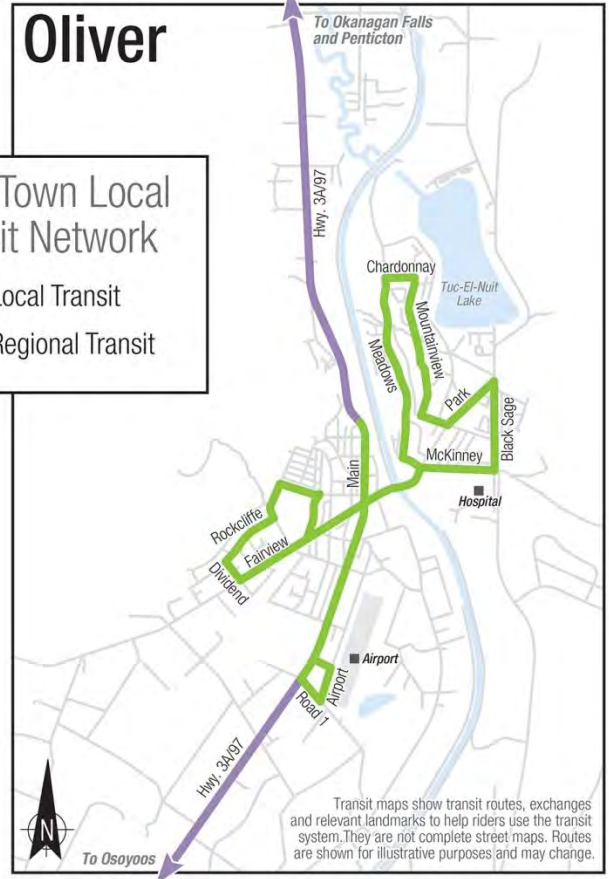 Oliver
To Okanagan Falls
and Penticton
Town Local
it Network
Local Transit
Regional Transit
Hwy. 3A/97
Chardonnay
Tuc-El-Nuit
Lake
Mountainview
Meadows
Park
Black Sage
McKinney
Main
Hospital
Rockcliffe
Fairview
Dividend
Airport
Airport
Road 1
Hwy. 3A/97
Transit maps show transit routes, exchanges
and relevant landmarks to help riders use the transit
system.They are not complete street maps. Routes
are shown for illustrative purposes and may change.
N
To Osoyoos